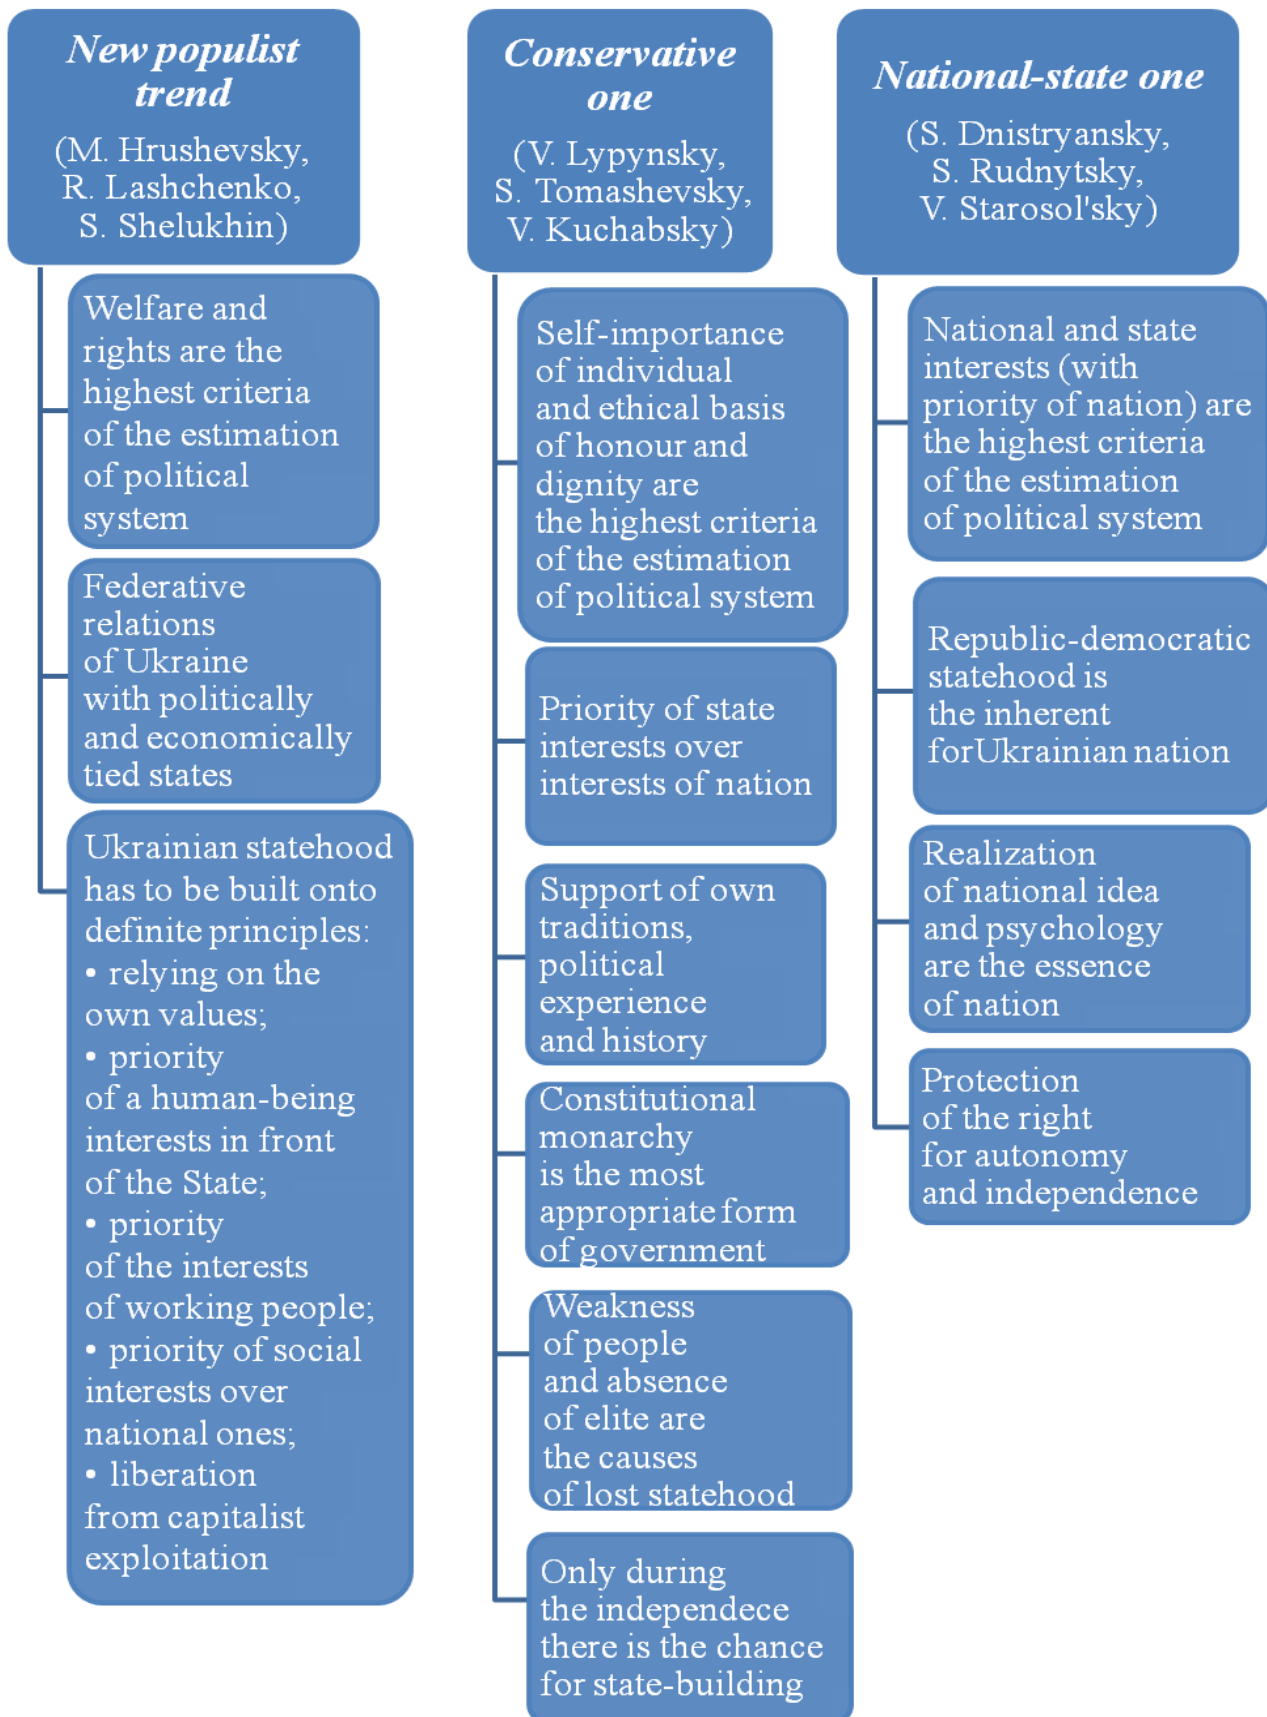 New populist
trend
(M. Hrushevsky,
R. Lashchenko,
S. Shelukhin)
Welfare and
rights are the
highest criteria
of the estimation
of political
system
Federative
relations
of Ukraine
with politically
and economically
tied states
Ukrainian statehood
has to be built onto
definite principles:
• relying on the
own values;
• priority
of a human-being
interests in front
of the State;
• priority
of the interests
of working people;
• priority of social
interests over
national ones;
• liberation
from capitalist
exploitation
Conservative
one
(V. Lypynsky,
S. Tomashevsky,
V. Kuchabsky)
Self-importance
of individual
and ethical basis
of honour and
dignity are
the highest criteria
of the estimation
of political system
Priority of state
interests over
interests of nation
Support of own
traditions,
political
experience
and history
Constitutional
monarchy
is the most
appropriate form
of government
Weakness
of people
and absence
of elite are
the causes
of lost statehood
Only during
the independece
there is the chance
for state-building
National-state one
(S. Dnistryansky,
S. Rudnytsky,
V. Starosol'sky)
National and state
interests (with
priority of nation) are
the highest criteria
of the estimation
of political system
Republic-democratic
statehood is
the inherent
forUkrainian nation
Realization
of national idea
and psychology
are the essence
of nation
Protection
of the right
for autonomy
and independence